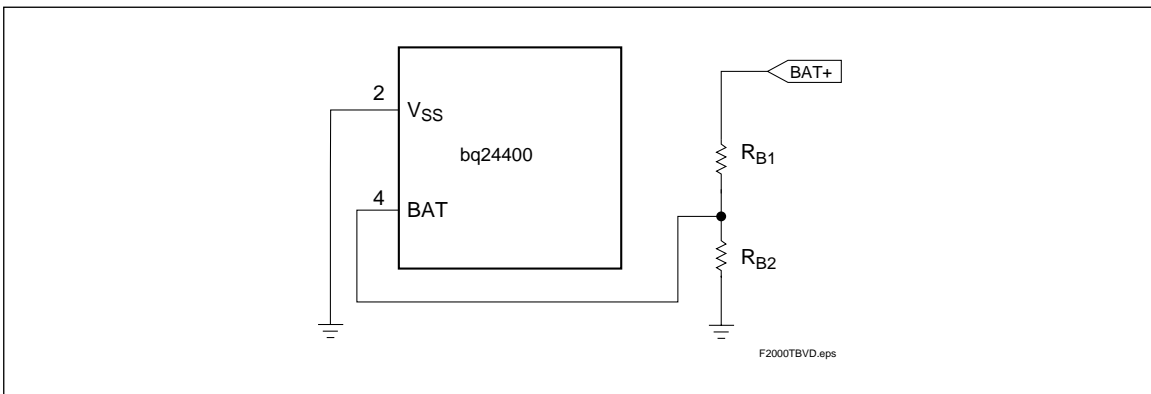 BAT+
2
VSS
RB1
bq24400
4
BAT
RB2
F2000TBVD.eps